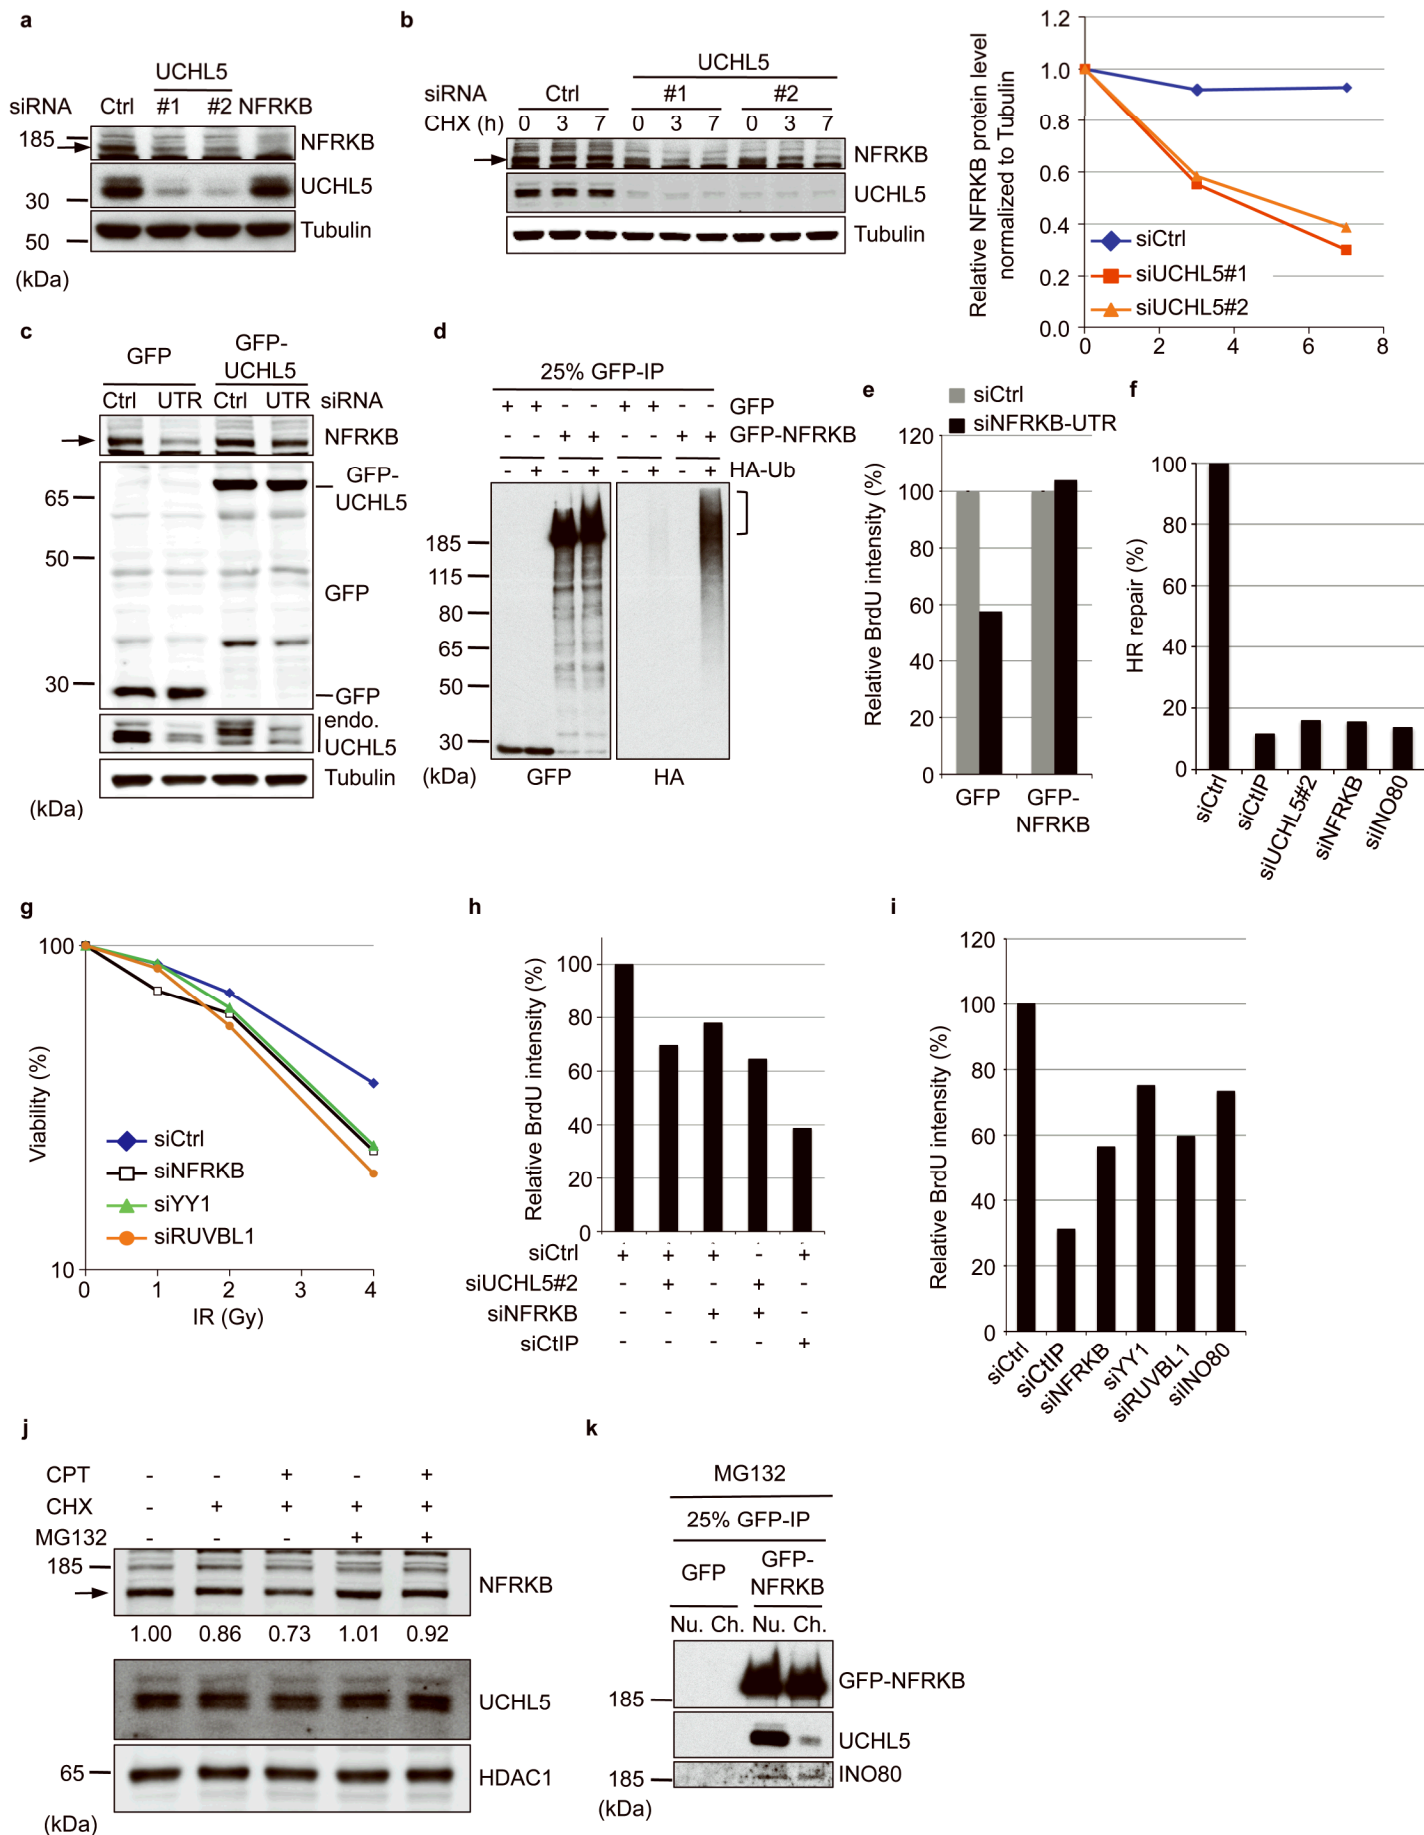 a
UCHL5
siRNA Ctrl #1 #2 NFRKB
185
NFRKB
UCHL5
30
Tubulin
50
(kDa)
b
UCHL5
siRNA Ctrl #1 #2
CHX (h) 0 3 7 0 3 7 0 3 7
NFRKB
UCHL5
Tubulin
Relative NFRKB protein level
normalized to Tubulin
1.2
1.0
0.8
0.6
0.4
0.2
0.0
0 2 4 6 8
siCtrl
siUCHL5#1
siUCHL5#2
c
GFP GFP-
UCHL5
Ctrl UTR Ctrl UTR siRNA
NFRKB
GFP-
UCHL5
65
50
GFP
30
GFP
endo.
UCHL5
Tubulin
(kDa)
d
25% GFP-IP
+ + - - + + - - GFP
- - + + - - + + GFP-NFRKB
- + - + - + - + HA-Ub
185
115
80
65
50
30
(kDa) GFP HA
e
siCtrl
siNFRKB-UTR
Relative BrdU intensity (%)
120
100
80
60
40
20
0
GFP GFP-
NFRKB
f
HR repair (%)
100
80
60
40
20
0
siCtrl
siCtIP
siUCHL5#2
siNFRKB
siINO80
g
Viability (%)
100
10
siCtrl
siNFRKB
siYY1
siRUVBL1
0 1 2 3 4
IR (Gy)
h
Relative BrdU intensity (%)
100
80
60
40
20
0
siCtrl + + + - +
siUCHL5#2 - + - + -
siNFRKB - - + + -
siCtIP - - - - +
i
Relative BrdU intensity (%)
120
100
80
60
40
20
0
siCtrl
siCtIP
siNFRKB
siYY1
siRUVBL1
siINO80
j
CPT - - + - +
CHX - + + + +
MG132 - - - + +
185
NFRKB
1.00 0.86 0.73 1.01 0.92
UCHL5
65
HDAC1
(kDa)
k
MG132
25% GFP-IP
GFP GFP-
NFRKB
Nu. Ch. Nu. Ch.
GFP-NFRKB
185
UCHL5
185
INO80
(kDa)